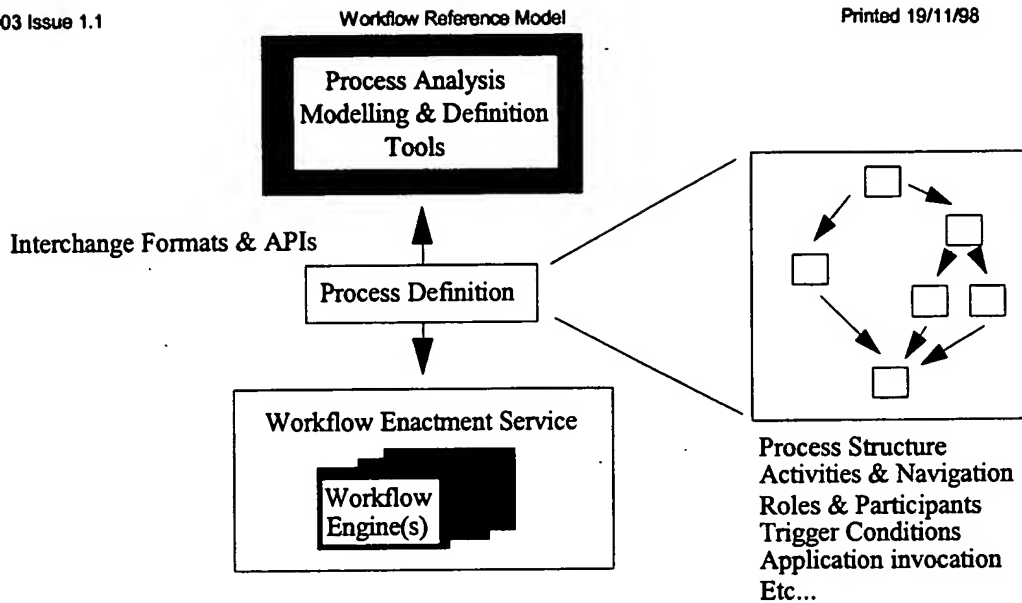 03 Issue 1.1
Workflow Reference Model
Printed 19/11/98
Process Analysis
Modelling & Definition
Tools
Interchange Formats & APIs
Process Definition
Workflow Enactment Service
Workflow
Engine(s)
Process Structure
Activities & Navigation
Roles & Participants
Trigger Conditions
Application invocation
Etc...